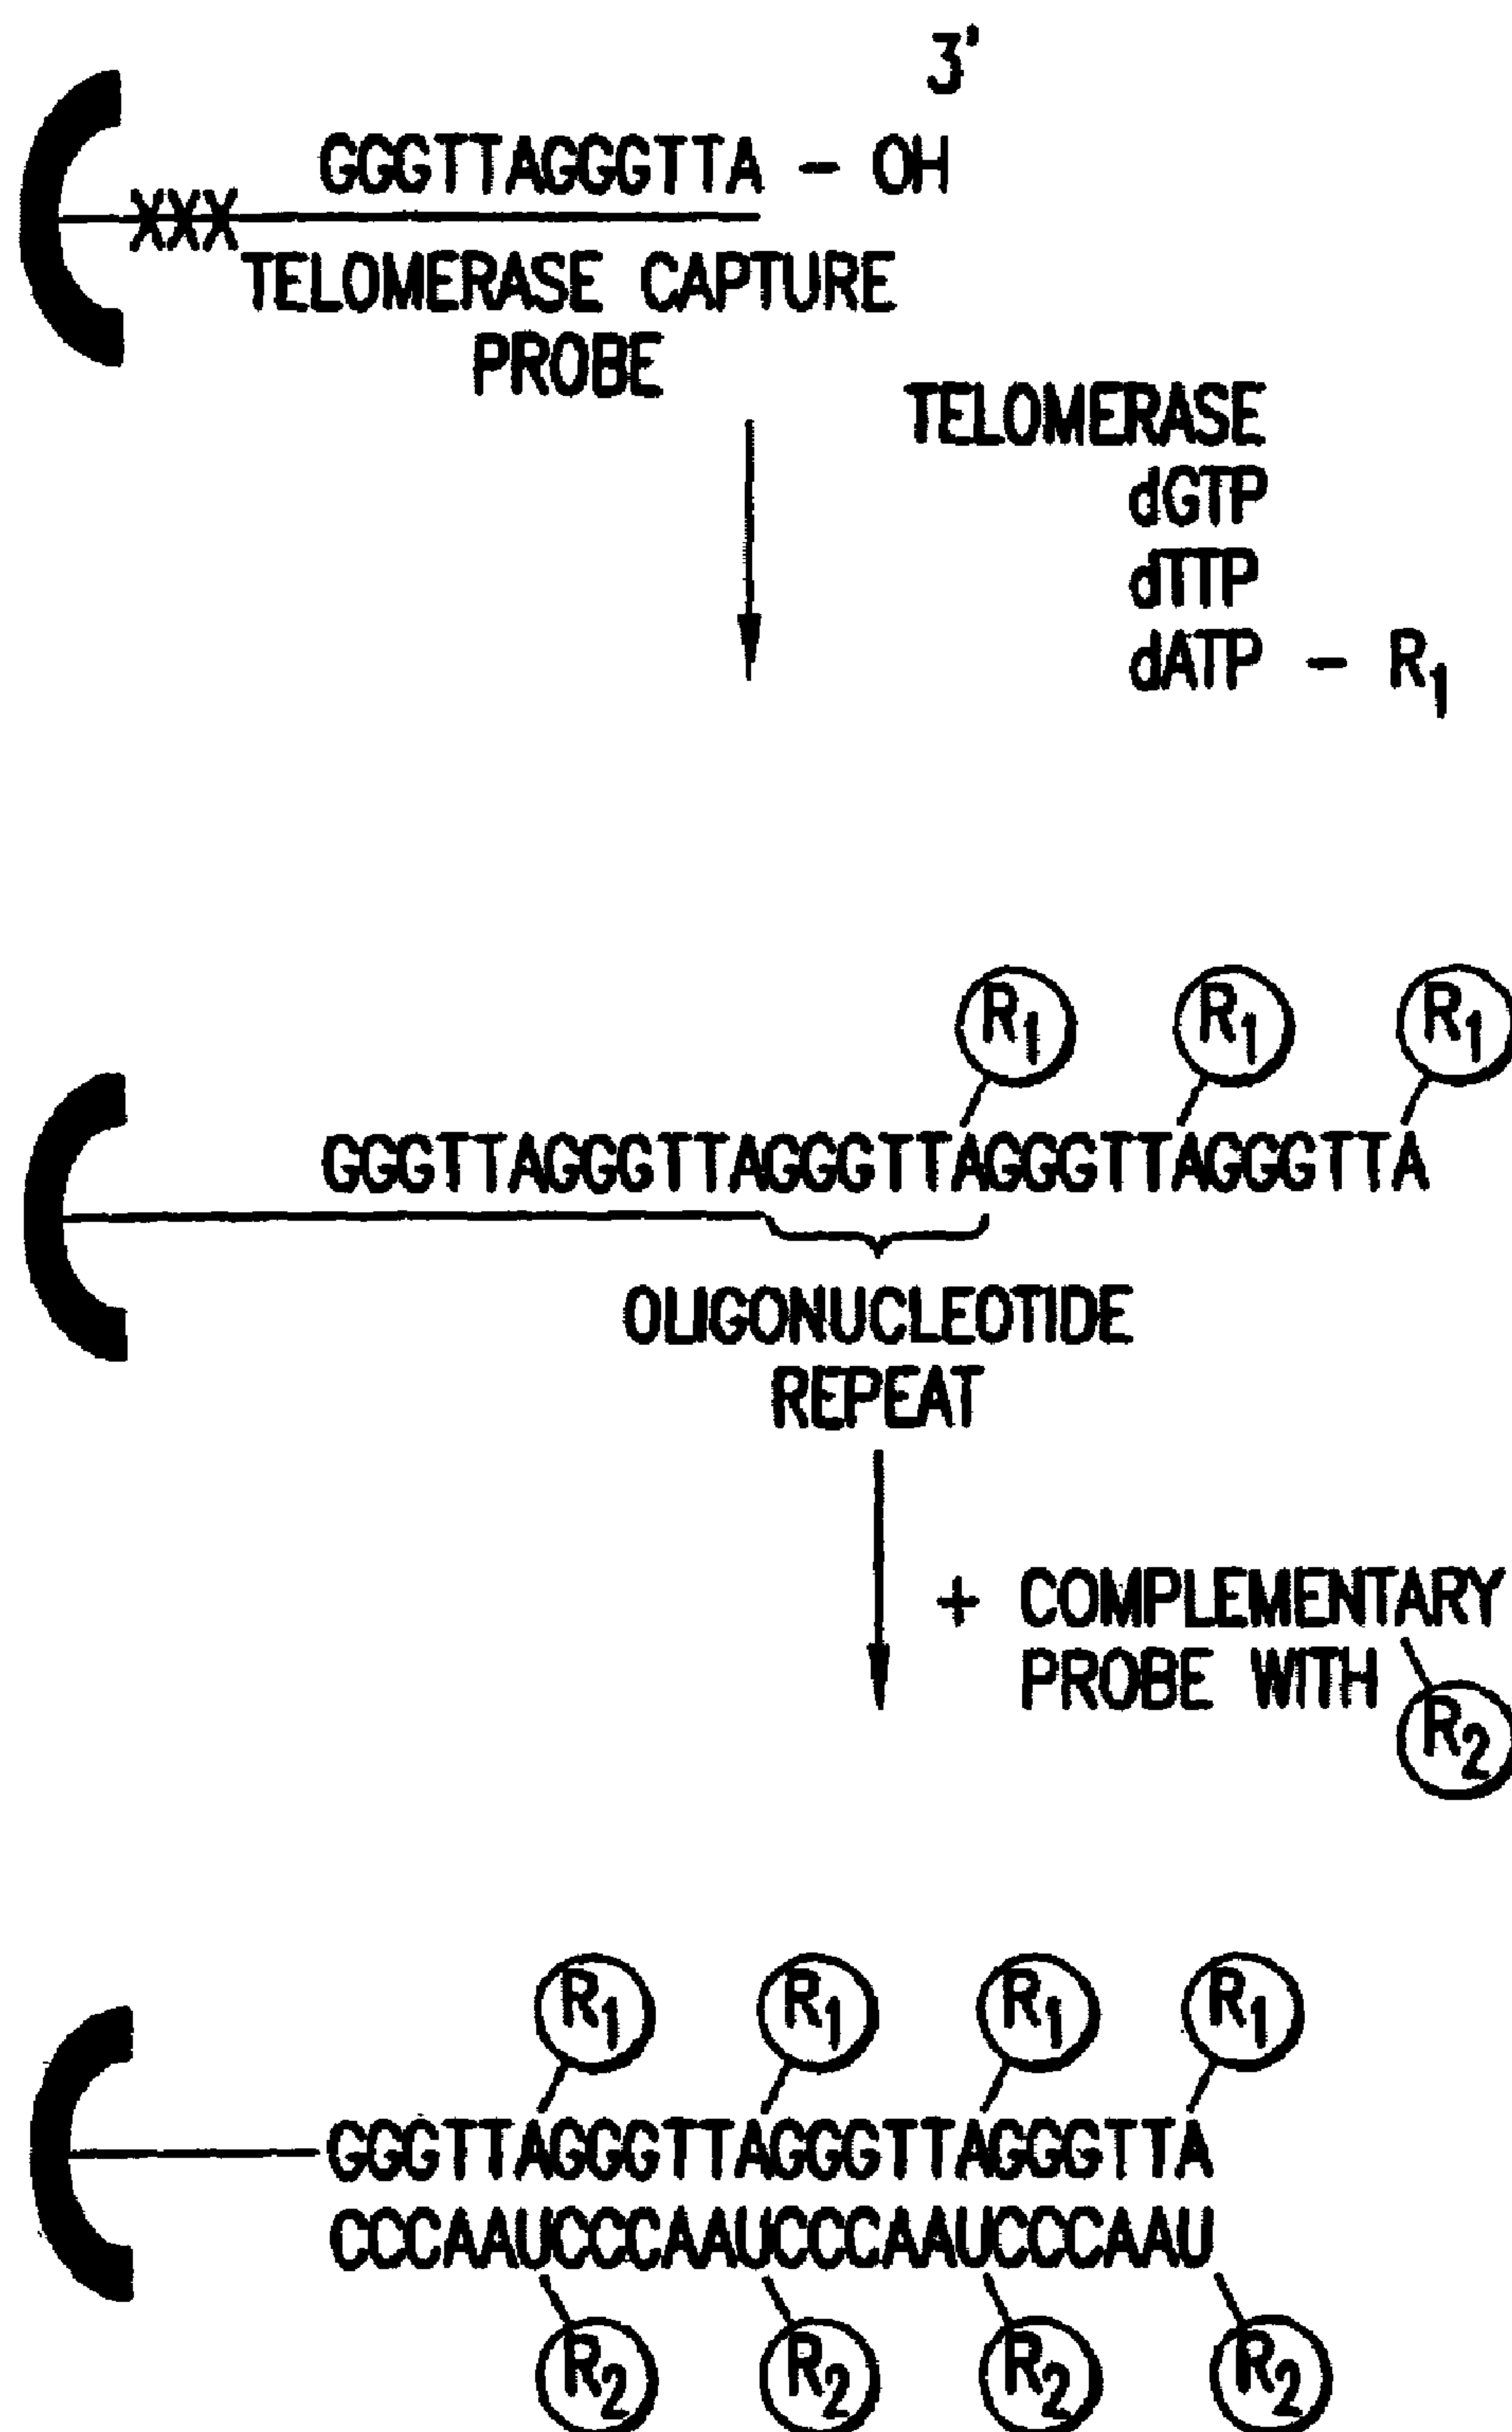 3'
GGGTTAGGGTTA - OH
XXX
TELOMERASE CAPTURE
PROBE
TELOMERASE
dGTP
dTTP
dATP - R1
R1 R1 R1
GGGTTAGGGTTAGGGTTAGGGTTAGGGTTA
OLIGONUCLEOTIDE
REPEAT
+ COMPLEMENTARY
PROBE WITH
R2
R1 R1 R1 R1
GGGTTAGGGTTAGGGTTAGGGTTA
CCCAAUCCCAAUCCCAAUCCCAAU
R2 R2 R2 R2